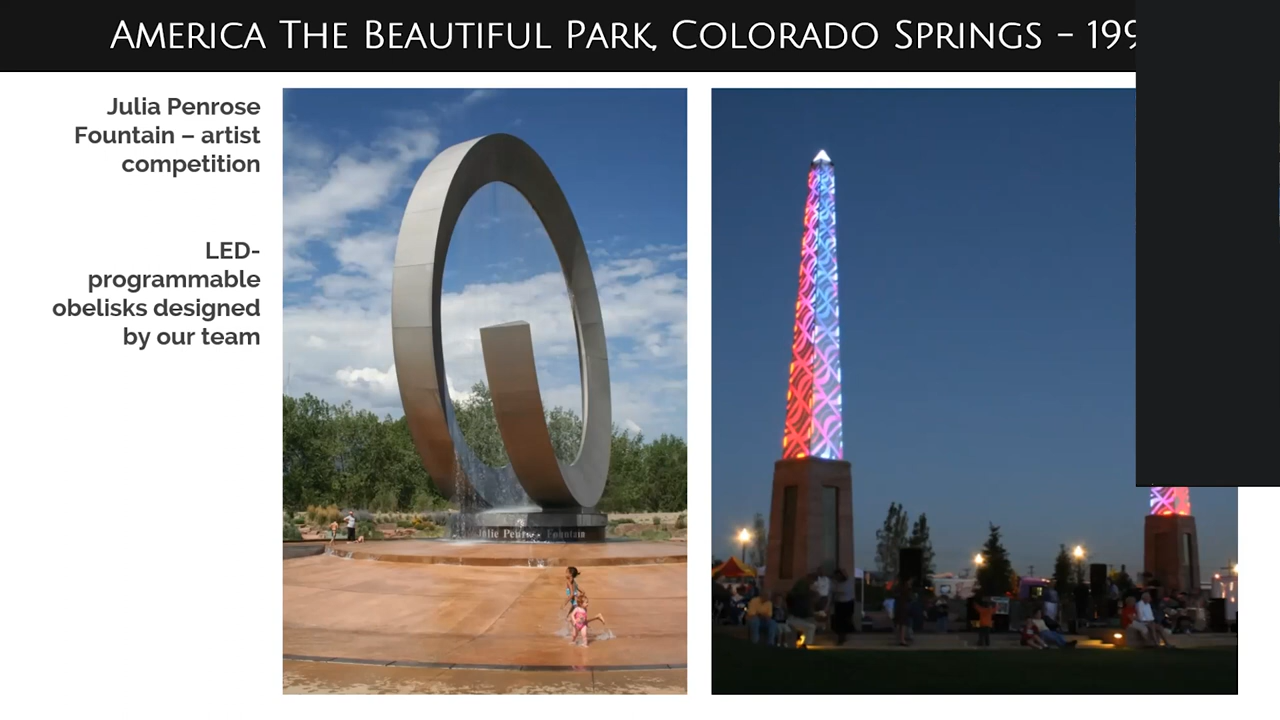 America The Beautiful Park, Colorado Springs – 199
Julia Penrose
Fountain – artist
competition
LED-
programmable
obelisks designed
by our team
Fountain